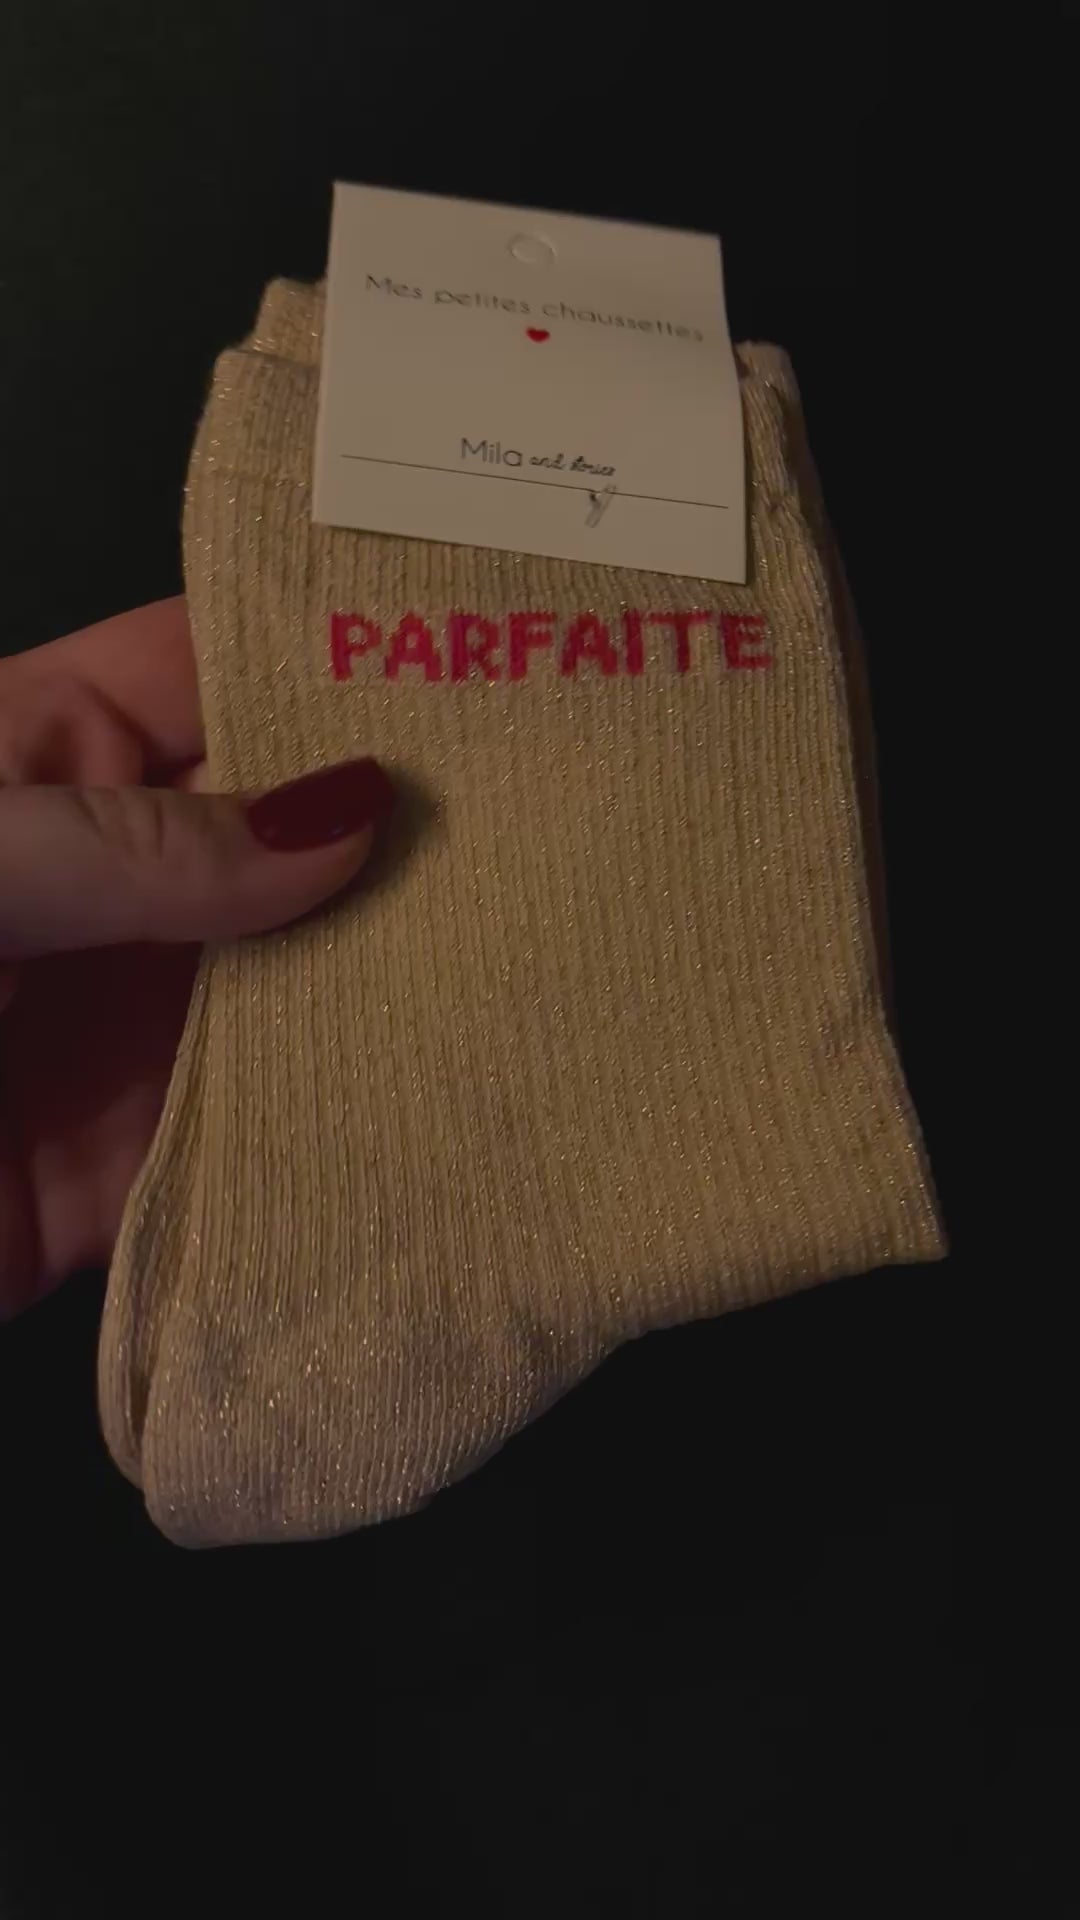 Mes petites chaussettes
Mila and stories
PARFAITE